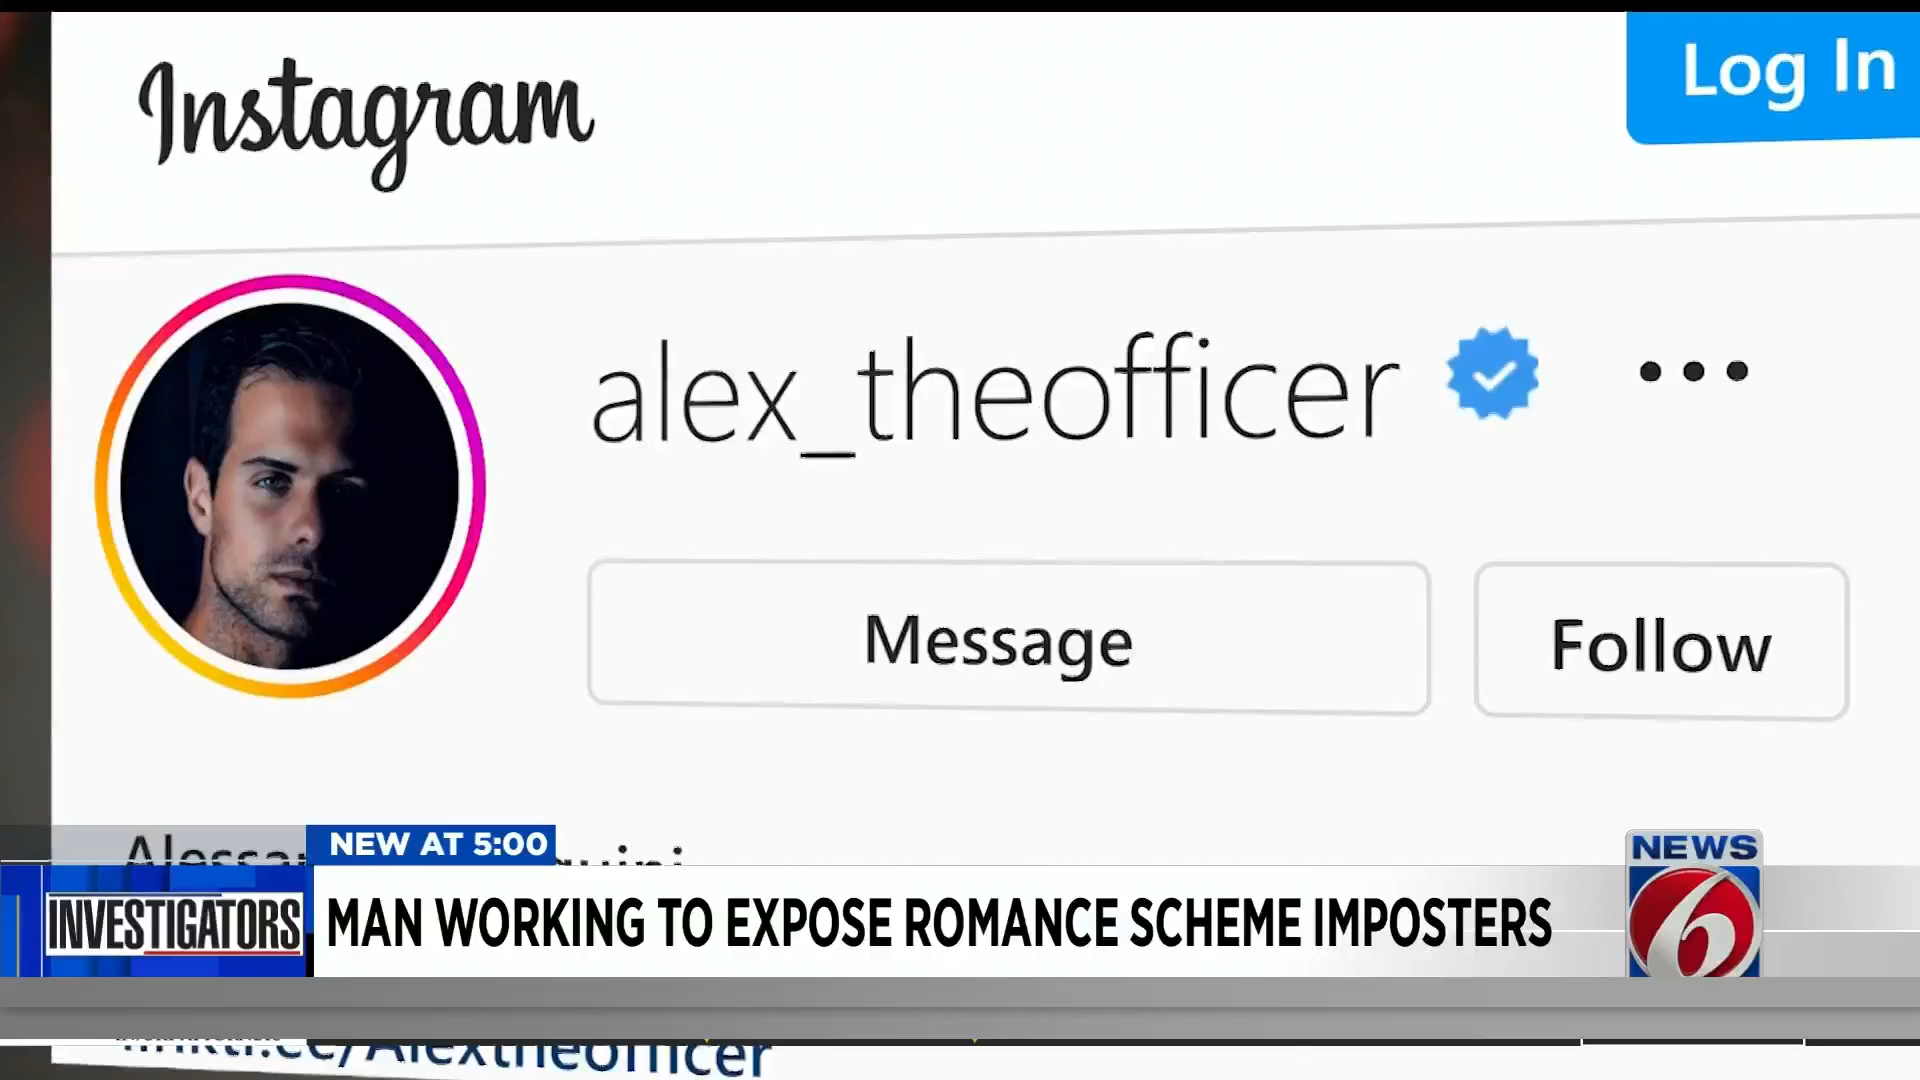 Instagram
Log In
alex_theofficer
Message
Follow
NEW AT 5:00
INVESTIGATORS
MAN WORKING TO EXPOSE ROMANCE SCHEME IMPOSTERS
NEWS
6
/Alextheofficer